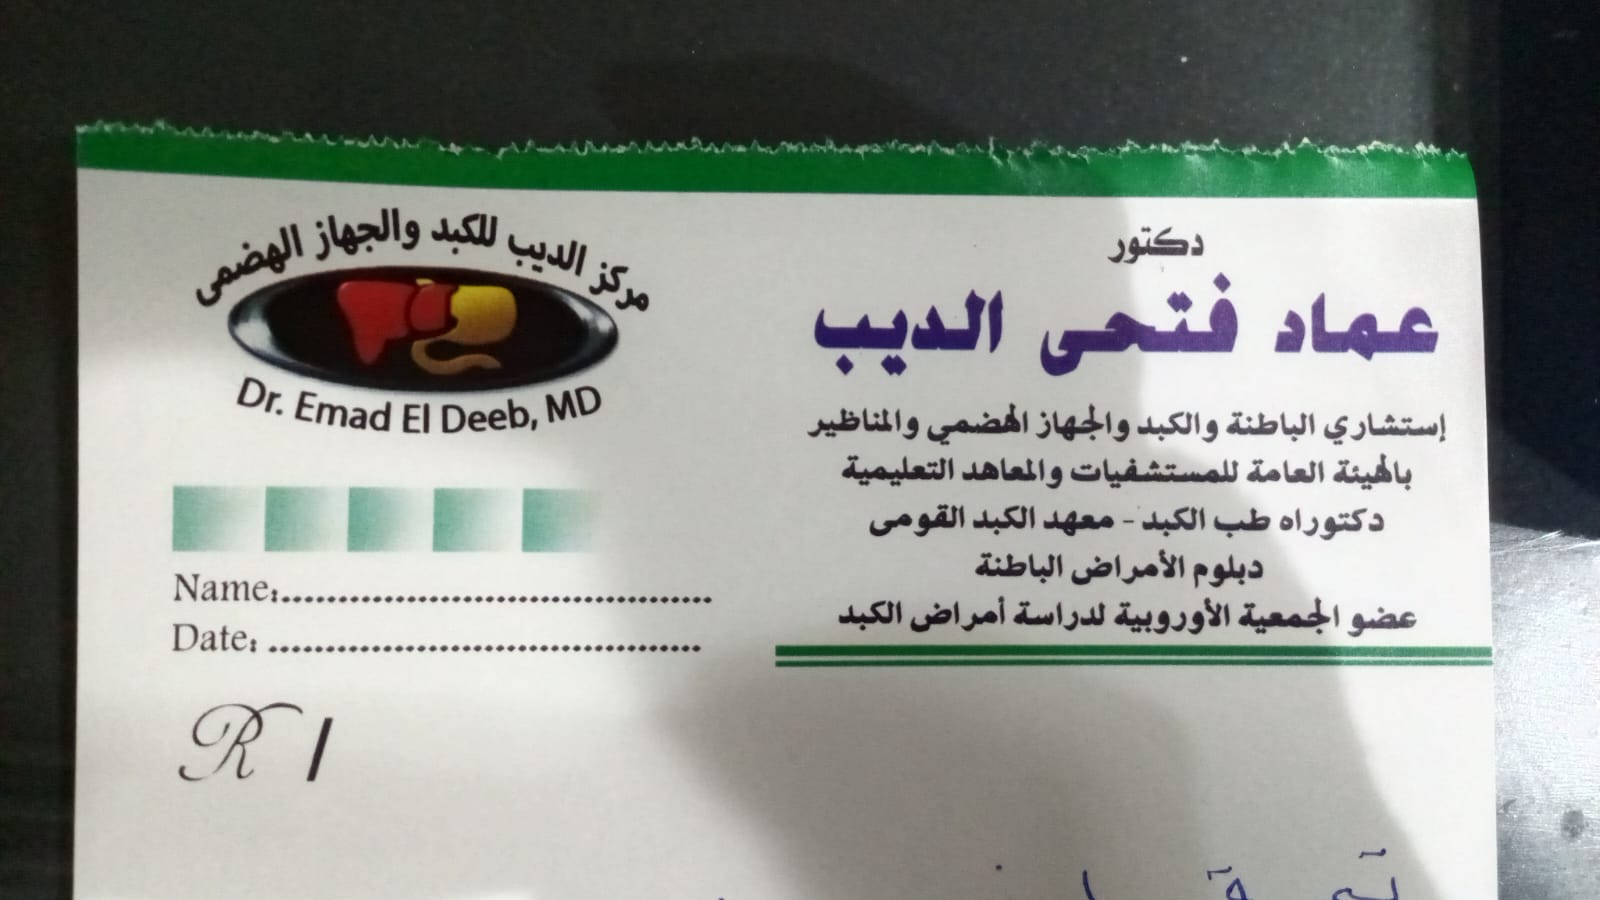 مركز الديب للكبد والجهاز الهضمى
Dr. Emad El Deeb, MD
دكتور
عماد فتحى الديب
إستشاري الباطنة والكبد والجهاز الهضمي والمناظير
بالهيئة العامة للمستشفيات والمعاهد التعليمية
دكتوراه طب الكبد - معهد الكبد القومى
دبلوم الأمراض الباطنة
عضو الجمعية الأوروبية لدراسة أمراض الكبد
Name:
Date:
R /